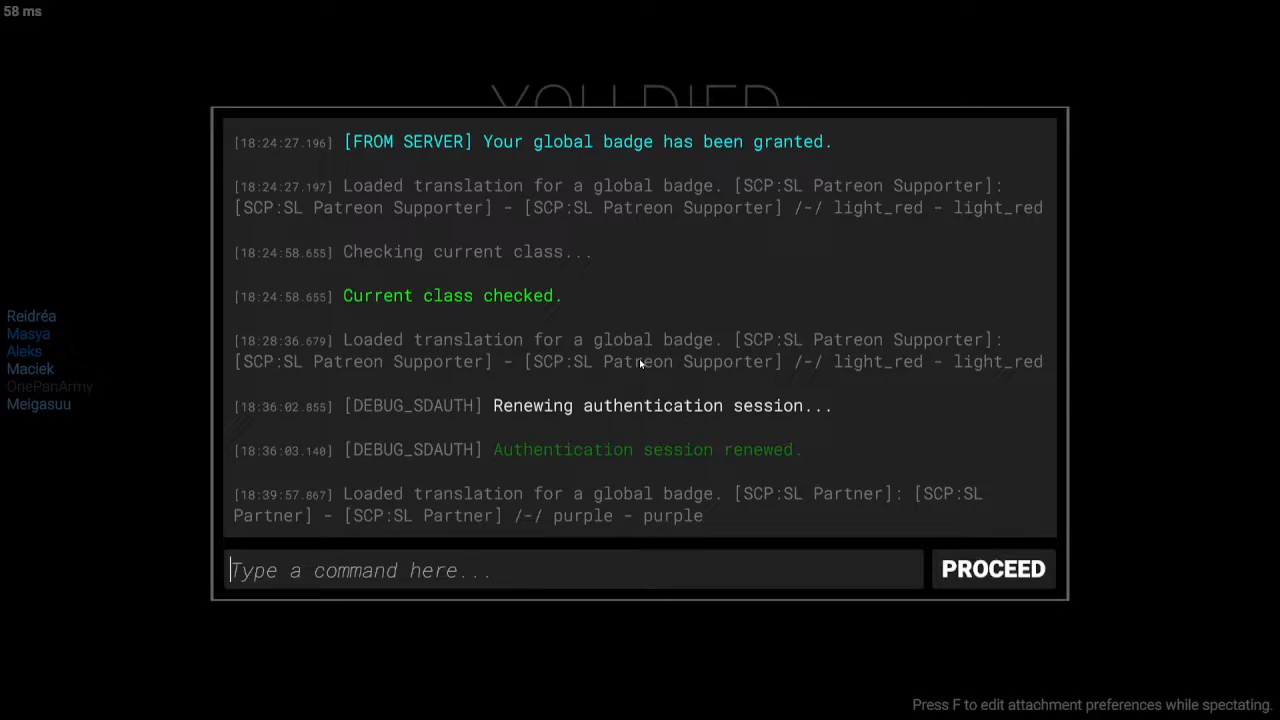 58 ms
YOU DIED
[18:24:27.196] [FROM SERVER] Your global badge has been granted.
[18:24:27.197] Loaded translation for a global badge. [SCP:SL Patreon Supporter]:
[SCP:SL Patreon Supporter] - [SCP:SL Patreon Supporter] /-/ light_red - light_red
[18:24:58.655] Checking current class...
[18:24:58.655] Current class checked.
[18:28:36.679] Loaded translation for a global badge. [SCP:SL Patreon Supporter]:
[SCP:SL Patreon Supporter] - [SCP:SL Patreon Supporter] /-/ light_red - light_red
[18:36:02.855] [DEBUG_SDAUTH] Renewing authentication session...
[18:36:03.140] [DEBUG_SDAUTH] Authentication session renewed.
[18:39:57.867] Loaded translation for a global badge. [SCP:SL Partner]: [SCP:SL
Partner] - [SCP:SL Partner] /-/ purple - purple
Type a command here...
PROCEED
Reidréa
Masya
Aleks
Maciek
OnePanArmy
Meigasuu
Press F to edit attachment preferences while spectating.